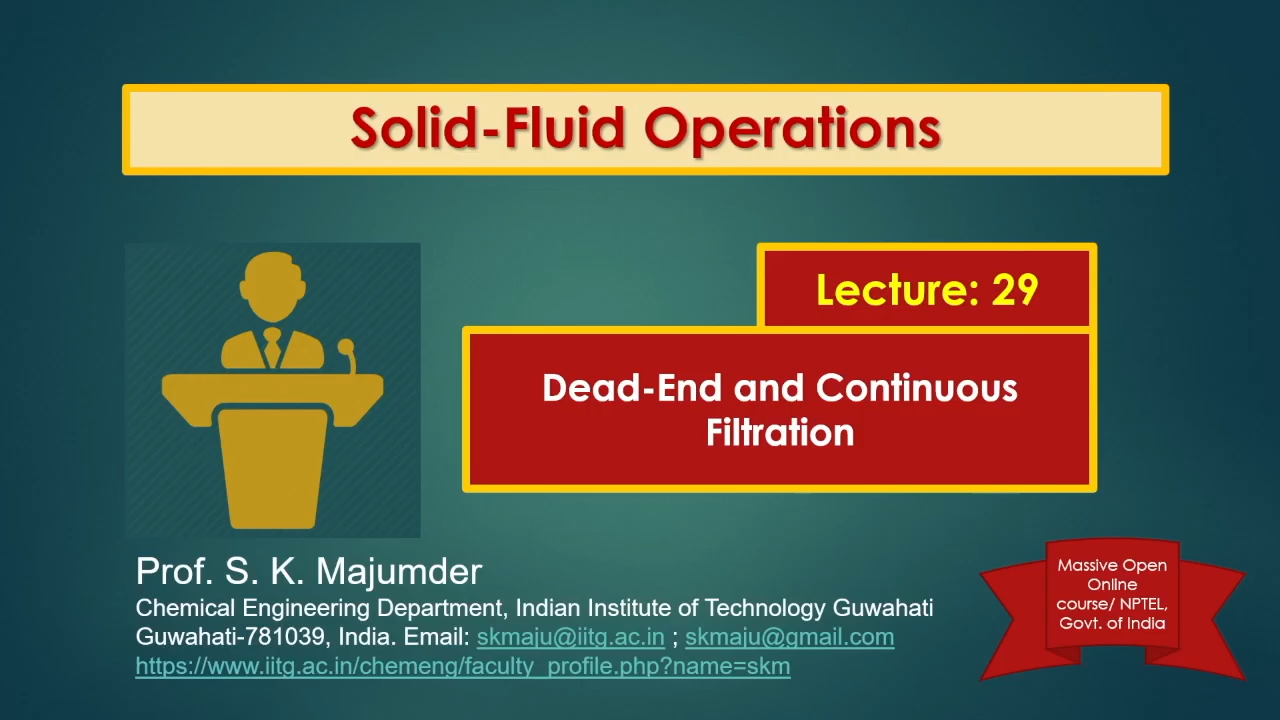 Solid-Fluid Operations
Lecture: 29
Dead-End and Continuous
Filtration
Prof. S. K. Majumder
Chemical Engineering Department, Indian Institute of Technology Guwahati
Guwahati-781039, India. Email: skmaju@iitg.ac.in ; skmaju@gmail.com
https://www.iitg.ac.in/chemeng/faculty_profile.php?name=skm
Massive Open
Online
course/ NPTEL,
Govt. of India